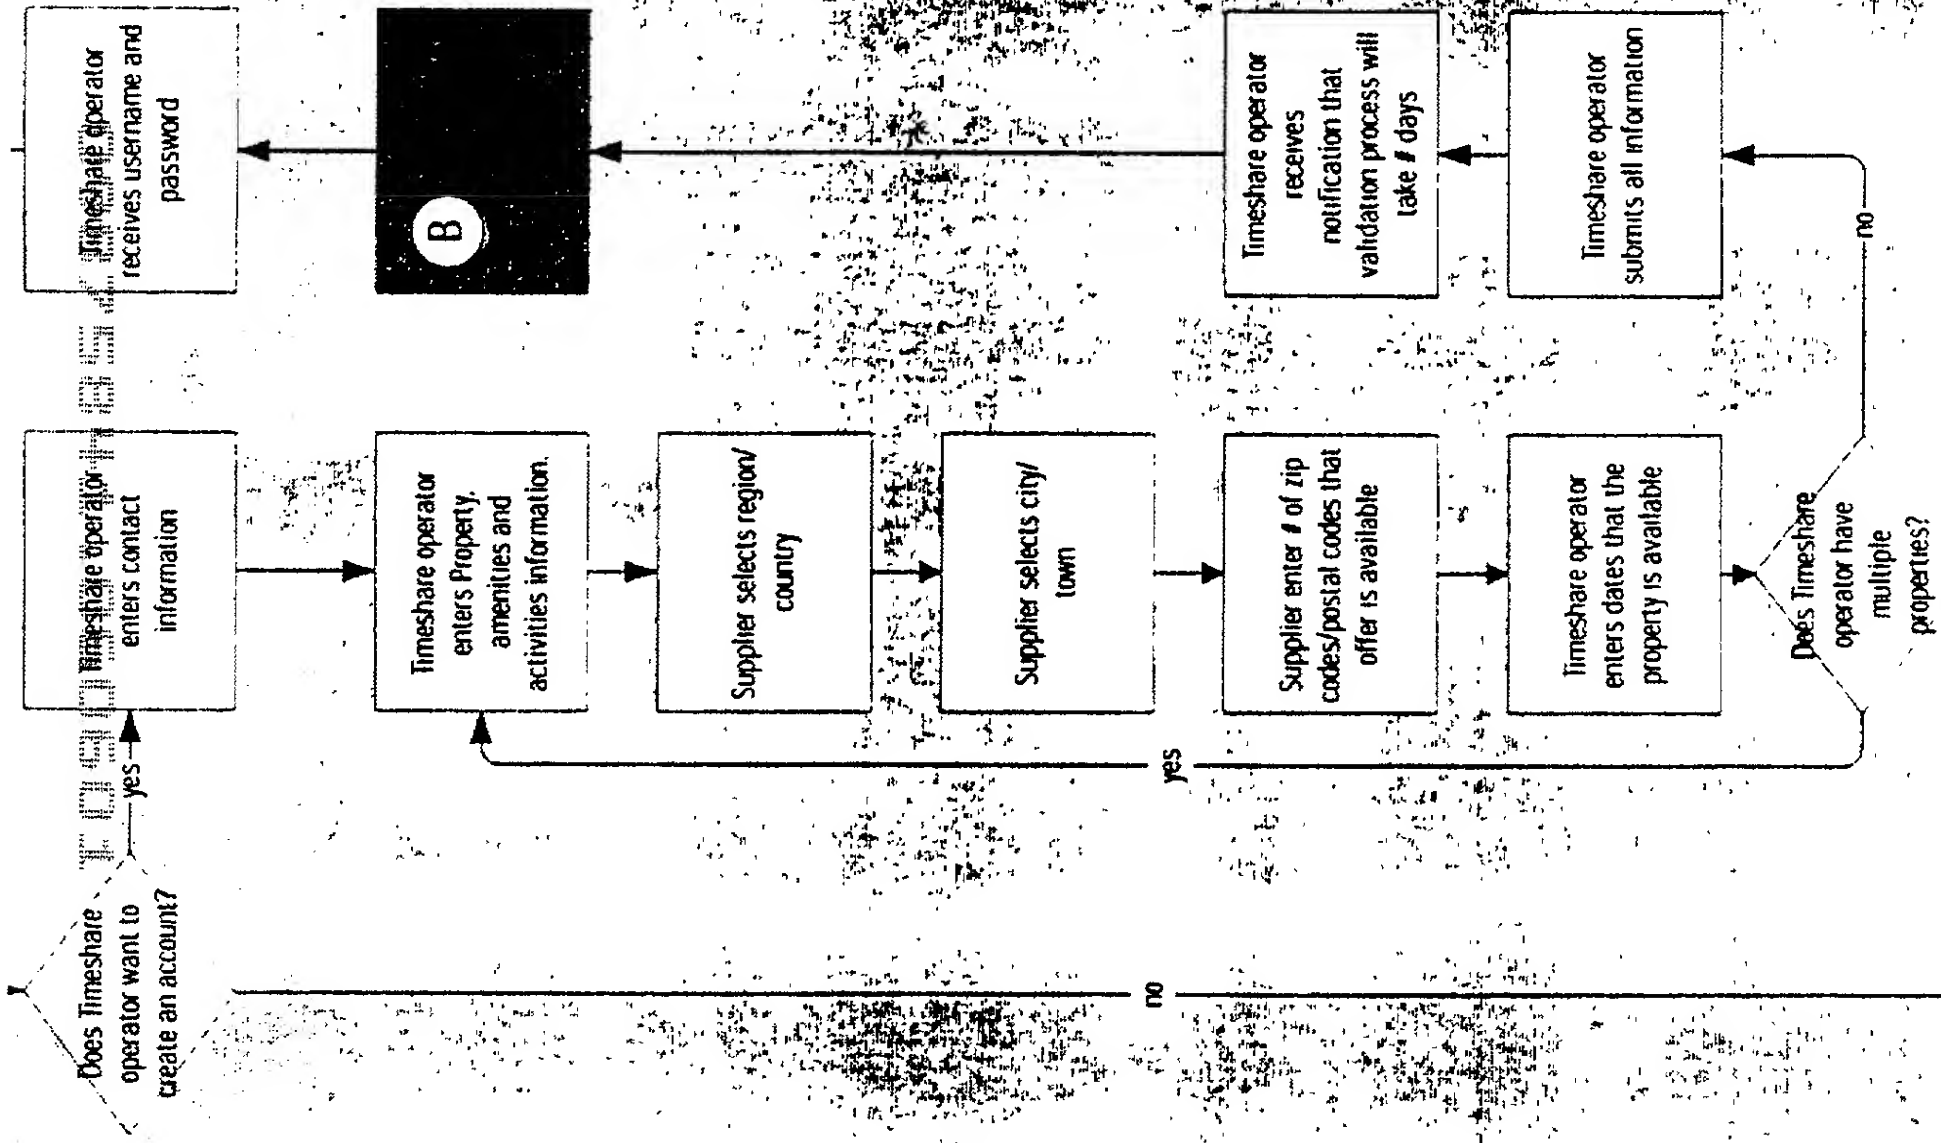 Does Timeshare
operator want to
create an account?
yes
no
Timeshare operator
enters contact
information
Timeshare operator
enters Property,
amenities and
activities information.
Supplier selects region/
country
Supplier selects city/
town
Supplier enter # of zip
codes/postal codes that
offer is available
Timeshare operator
enters dates that the
property is available
Does Timeshare
operator have
multiple
properties?
yes
no
Timeshare operator
submits all information
Timeshare operator
receives
notification that
validation process will
take # days
B
Timeshare operator
receives username and
password